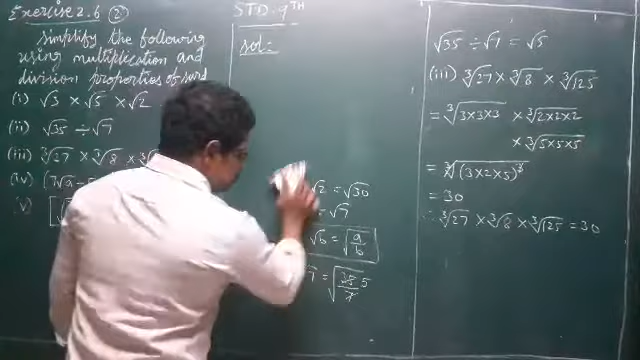 Exercise 2.6 (2)
STD. 9TH
simplify the following
using multiplication and
division properties of surds
(i) √3 × √5 × √2
(ii) √35 ÷ √7
(iii) ∛27 × ∛8 ×
(iv) (7√a - 5
v) [√
sol:
√2 = √30
√7
√b = √(a/b)
7 = √(35/7) 5
√35 ÷ √7 = √5
(iii) ∛27 × ∛8 × ∛125
= ∛(3×3×3) × ∛(2×2×2)
× ∛(5×5×5)
= ∛((3×2×5)³)
= 30
∴ ∛27 × ∛8 × ∛125 = 30